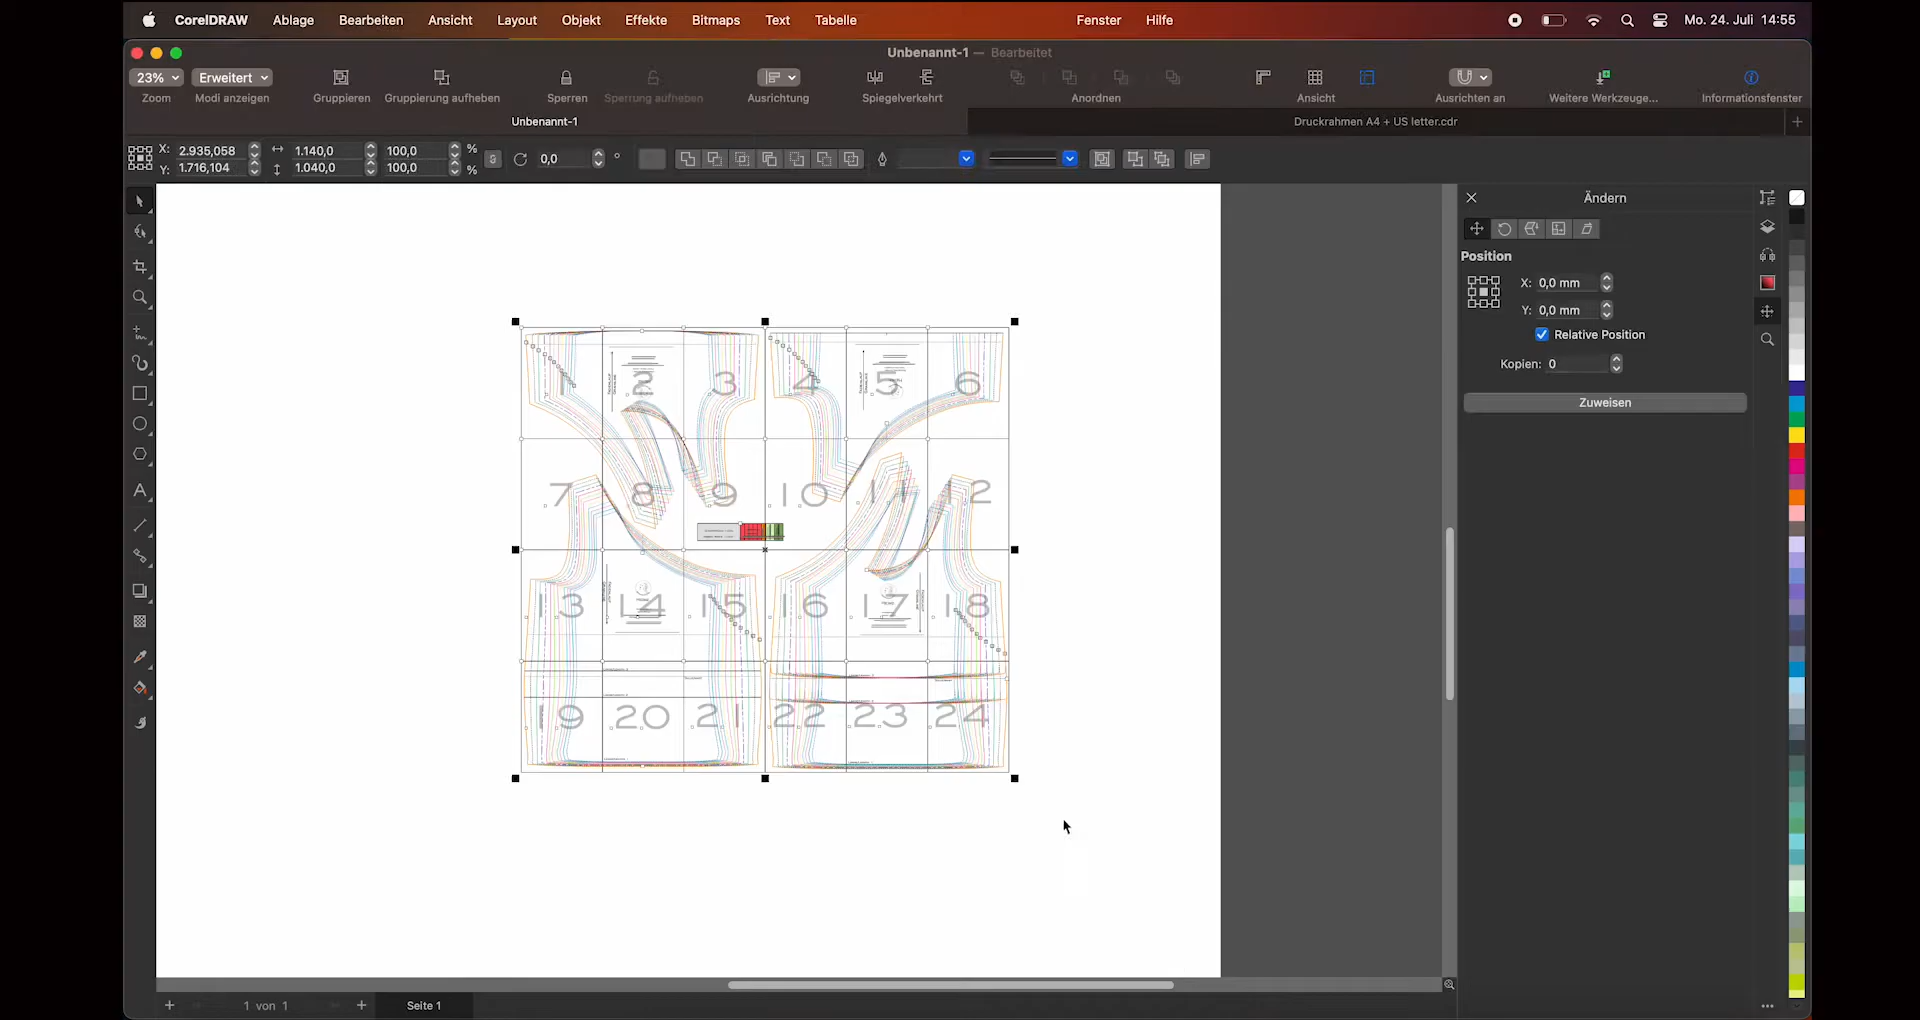 CorelDRAW Ablage Bearbeiten Ansicht Layout Objekt Effekte Bitmaps Text Tabelle Fenster Hilfe Mo. 24. Juli 14:55
Unbenannt-1 — Bearbeitet
23% Erweitert
Zoom Modi anzeigen Gruppieren Gruppierung aufheben Sperren Sperrung aufheben Ausrichtung Spiegelverkehrt Anordnen Ansicht Ausrichten an Weitere Werkzeuge... Informationsfenster
Unbenannt-1 Druckrahmen A4 + US letter.cdr
X: 2.935,058 1.140,0 100,0 % 0,0 °
Y: 1.716,104 1.040,0 100,0 %
Ändern
Position
X: 0,0 mm
Y: 0,0 mm
Relative Position
Kopien: 0
Zuweisen
1 2 3 4 5 6
7 8 9 10 11 12
13 14 15 16 17 18
19 20 21 22 23 24
1 von 1 Seite 1